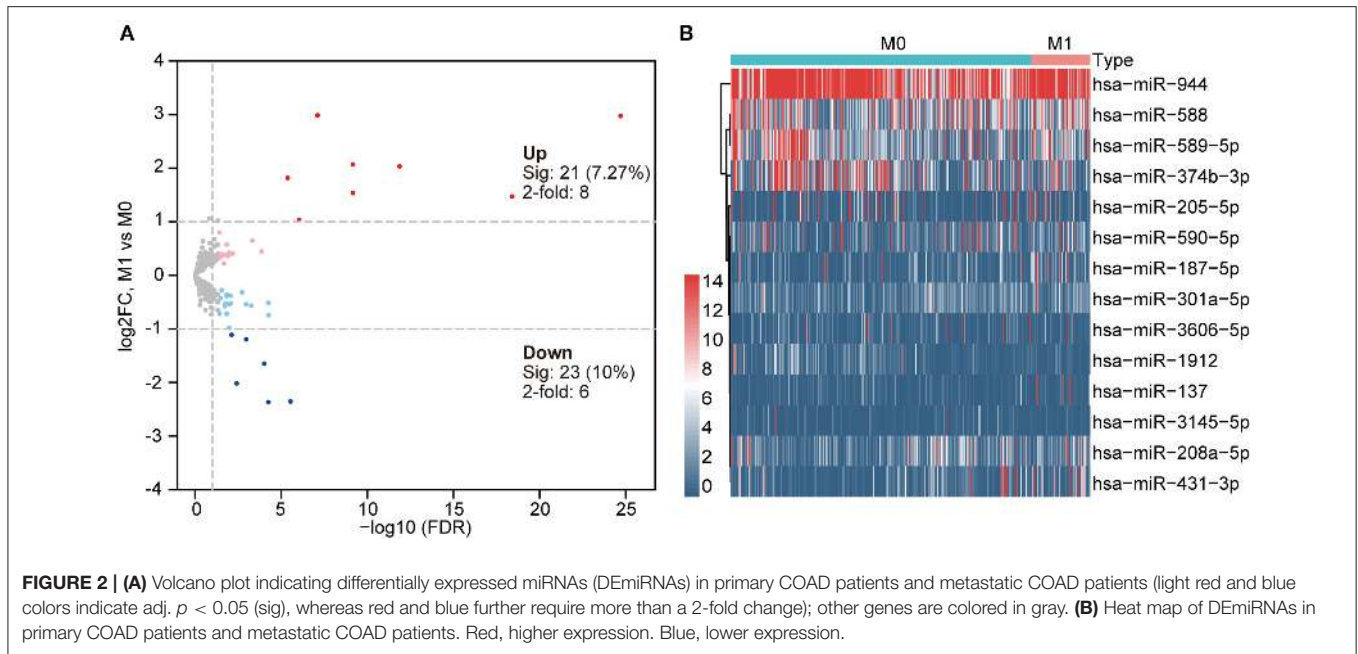 A
4
3
2
1
0
-1
-2
-3
-4
log2FC, M1 vs M0
Up
Sig: 21 (7.27%)
2-fold: 8
Down
Sig: 23 (10%)
2-fold: 6
0 5 10 15 20 25
−log10 (FDR)
B
M0 M1
Type
hsa−miR−944
hsa−miR−588
hsa−miR−589−5p
hsa−miR−374b−3p
hsa−miR−205−5p
hsa−miR−590−5p
hsa−miR−187−5p
hsa−miR−301a−5p
hsa−miR−3606−5p
hsa−miR−1912
hsa−miR−137
hsa−miR−3145−5p
hsa−miR−208a−5p
hsa−miR−431−3p
14
12
10
8
6
4
2
0
FIGURE 2 | (A) Volcano plot indicating differentially expressed miRNAs (DEmiRNAs) in primary COAD patients and metastatic COAD patients (light red and blue
colors indicate adj. p < 0.05 (sig), whereas red and blue further require more than a 2-fold change); other genes are colored in gray. (B) Heat map of DEmiRNAs in
primary COAD patients and metastatic COAD patients. Red, higher expression. Blue, lower expression.